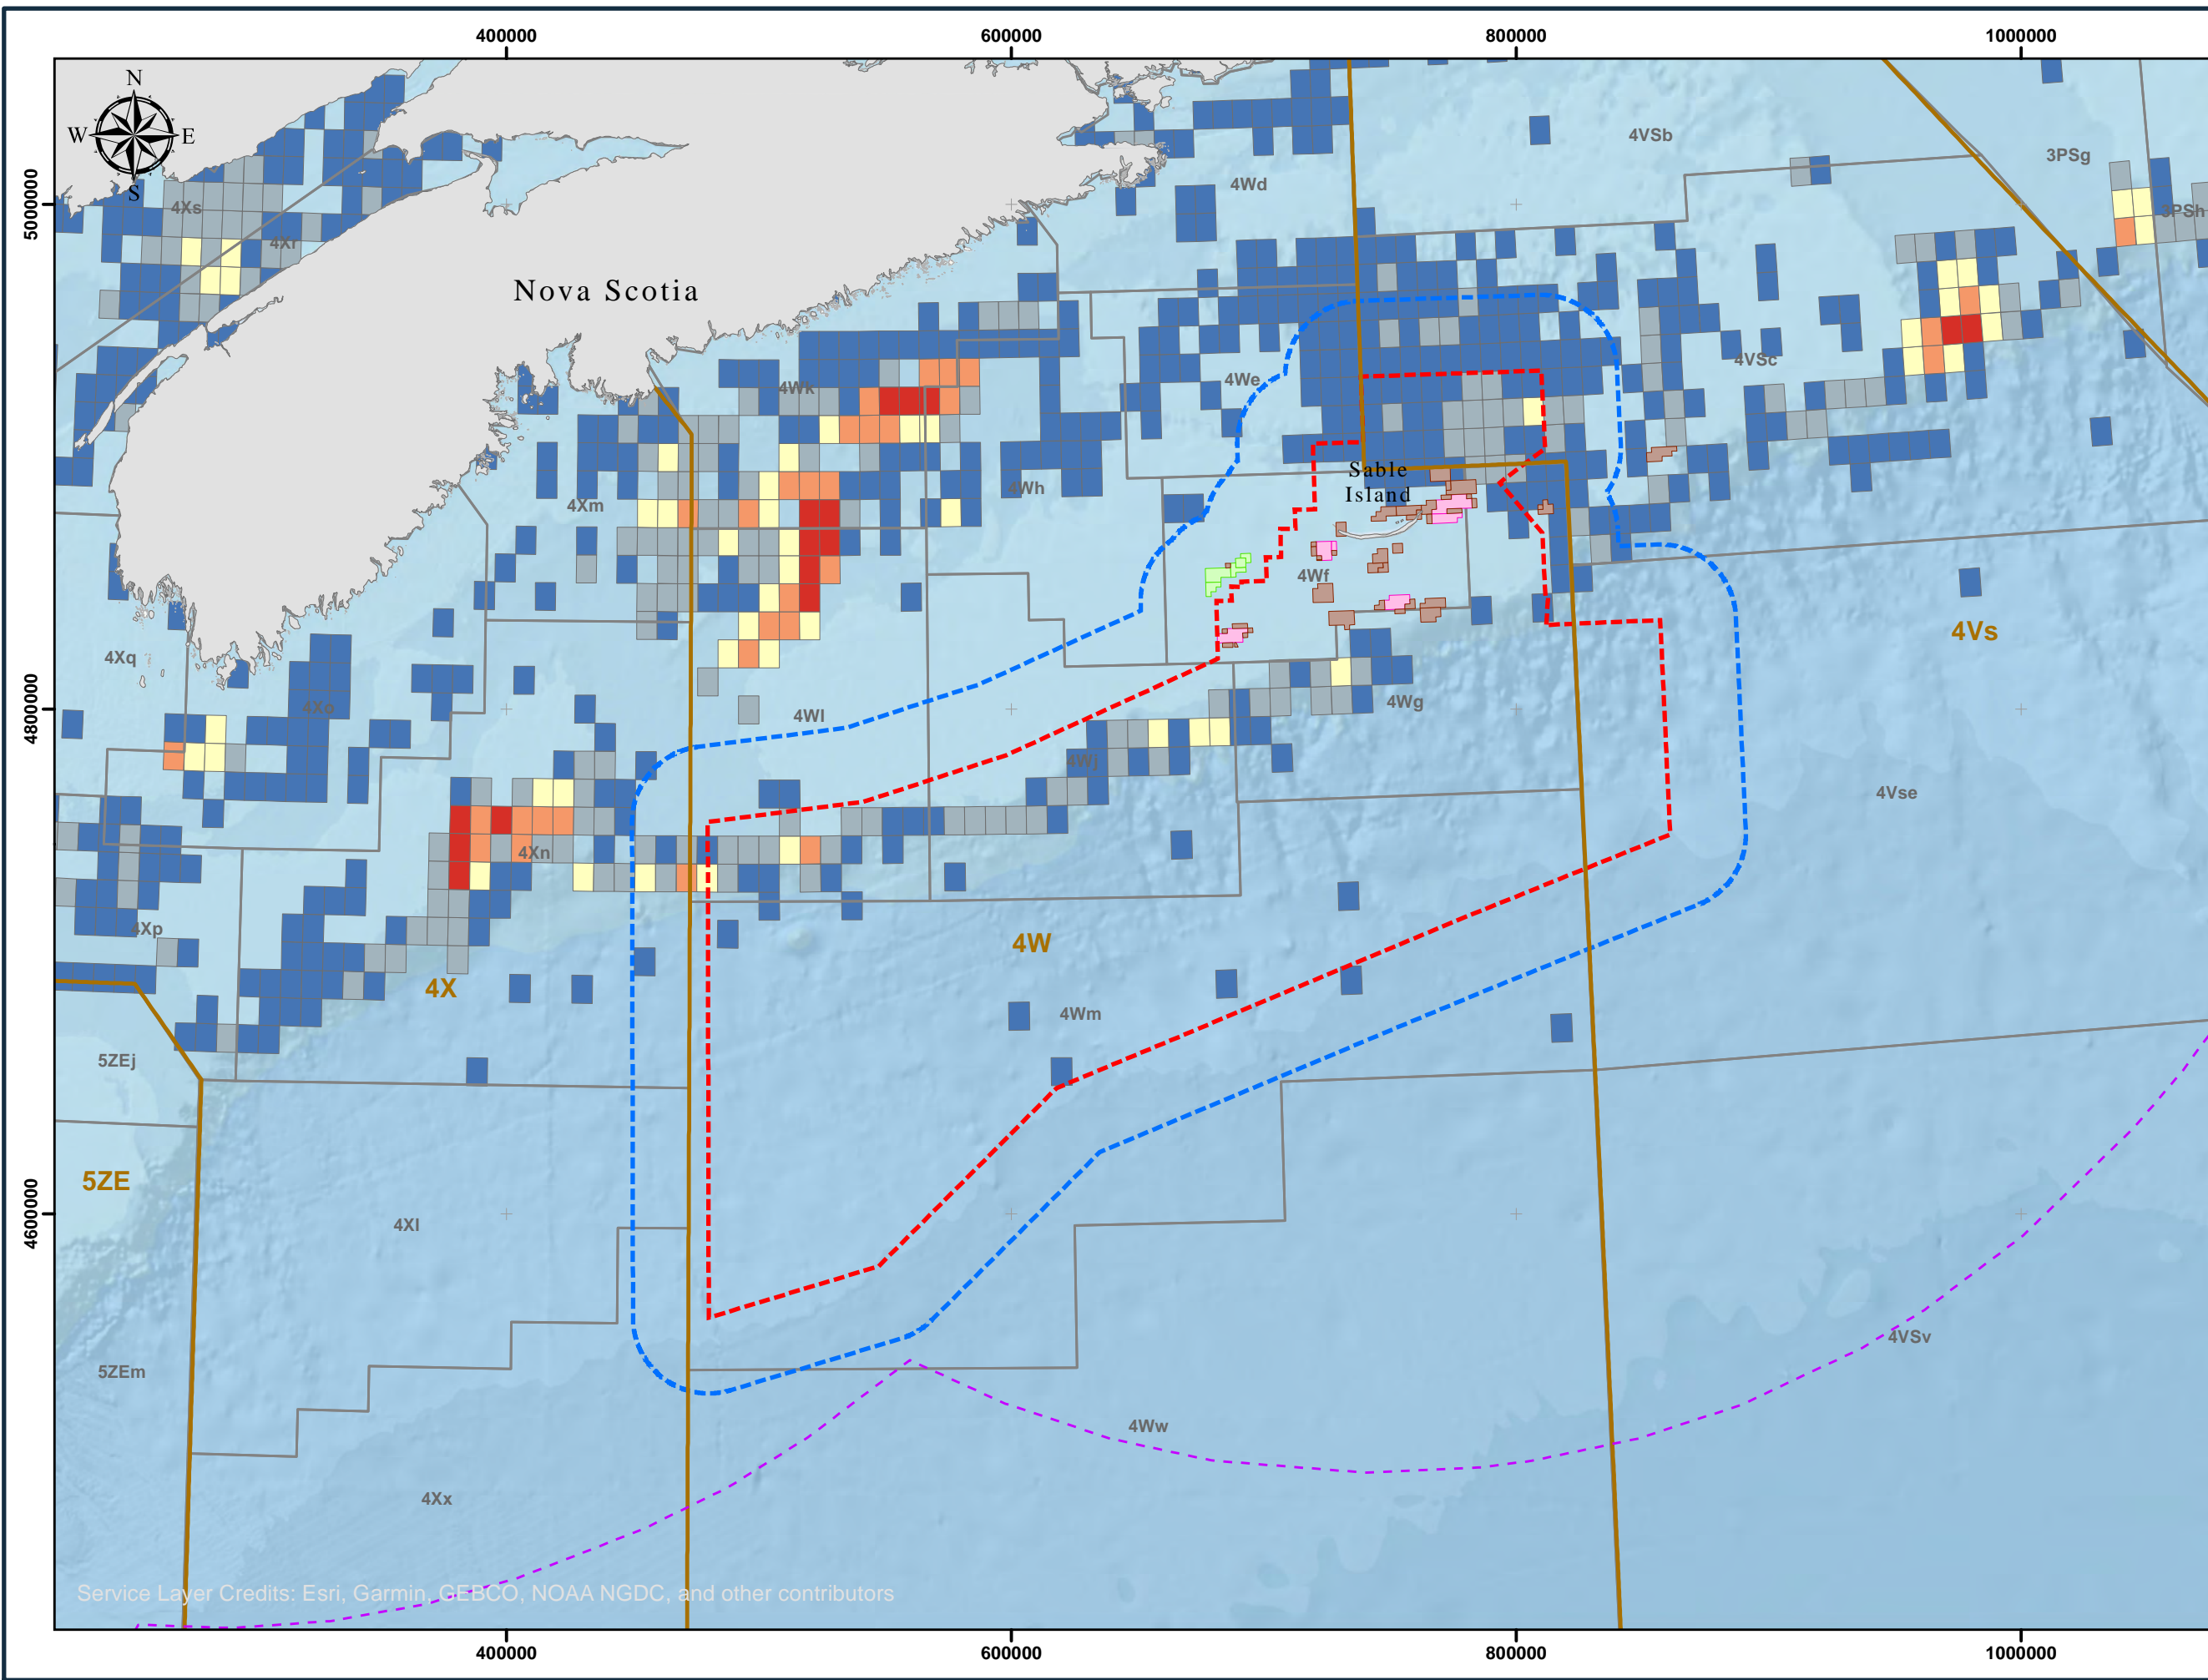 400000
600000
800000
1000000
N
W
E
S
5000000
4800000
4600000
4VSb
3PSg
4Wd
4Xs
3PSh
4Xr
Nova Scotia
4VSc
4We
4Wk
Sable
Island
4Wh
4Xm
4Wf
4Vs
4Xq
4Xo
4Wg
4Wl
4Wj
4Vse
4Xn
4Xp
4W
4X
4Wm
5ZEj
5ZE
4Xl
4VSv
5ZEm
4Ww
4Xx
Service Layer Credits: Esri, Garmin, GEBCO, NOAA NGDC, and other contributors
400000
600000
800000
1000000